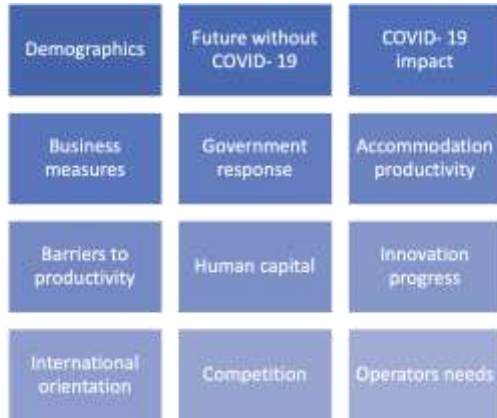 Demographics
Future without
COVID- 19
COVID- 19
impact
Business
measures
Government
response
Accommodation
productivity
Barriers to
productivity
Human capital
Innovation
progress
International
orientation
Competition
Operators needs